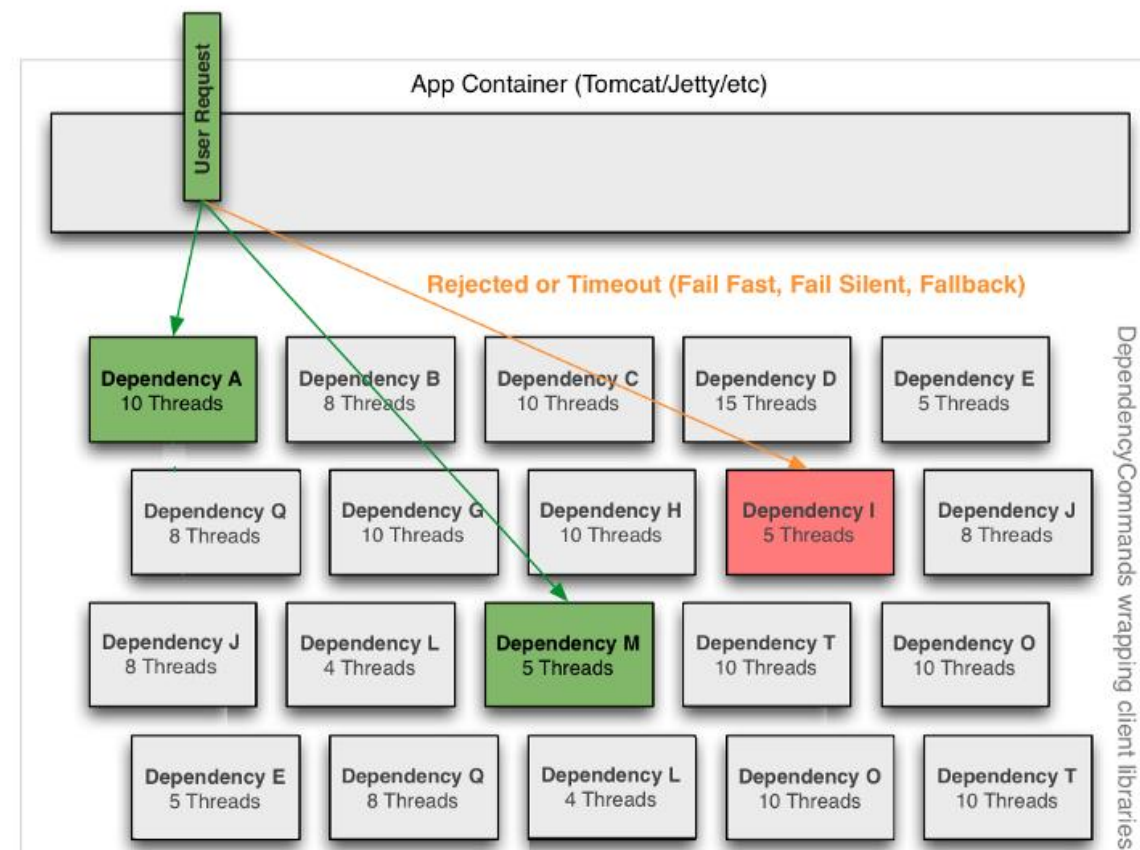 User Request
App Container (Tomcat/Jetty/etc)
Rejected or Timeout (Fail Fast, Fail Silent, Fallback)
Dependency A
10 Threads
Dependency B
8 Threads
Dependency C
10 Threads
Dependency D
15 Threads
Dependency E
5 Threads
Dependency Q
8 Threads
Dependency G
10 Threads
Dependency H
10 Threads
Dependency I
5 Threads
Dependency J
8 Threads
Dependency J
8 Threads
Dependency L
4 Threads
Dependency M
5 Threads
Dependency T
10 Threads
Dependency O
10 Threads
Dependency E
5 Threads
Dependency Q
8 Threads
Dependency L
4 Threads
Dependency O
10 Threads
Dependency T
10 Threads
DependencyCommands wrapping client libraries